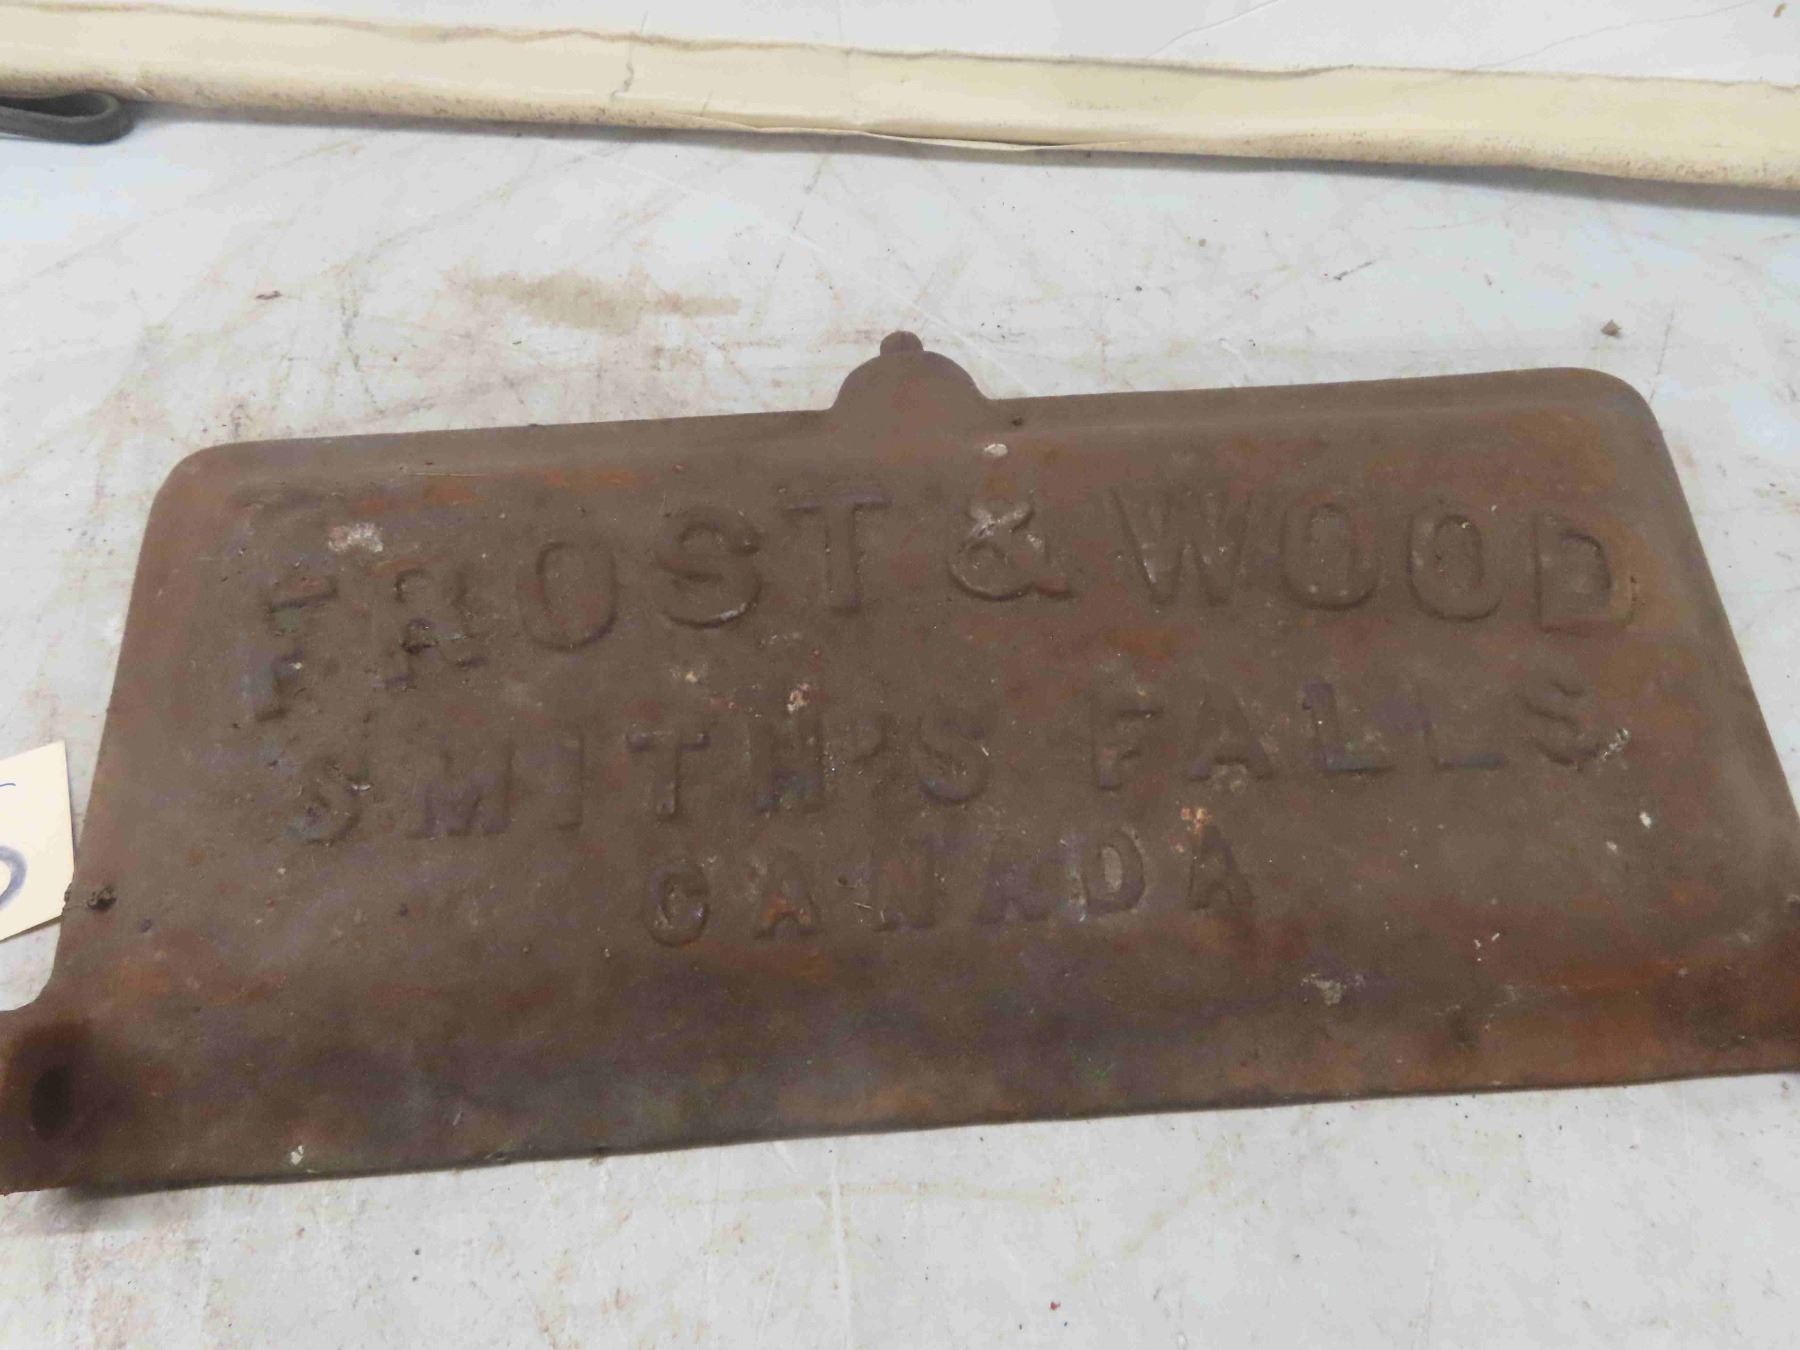 FROST & WOOD
SMITH'S FALLS
CANADA